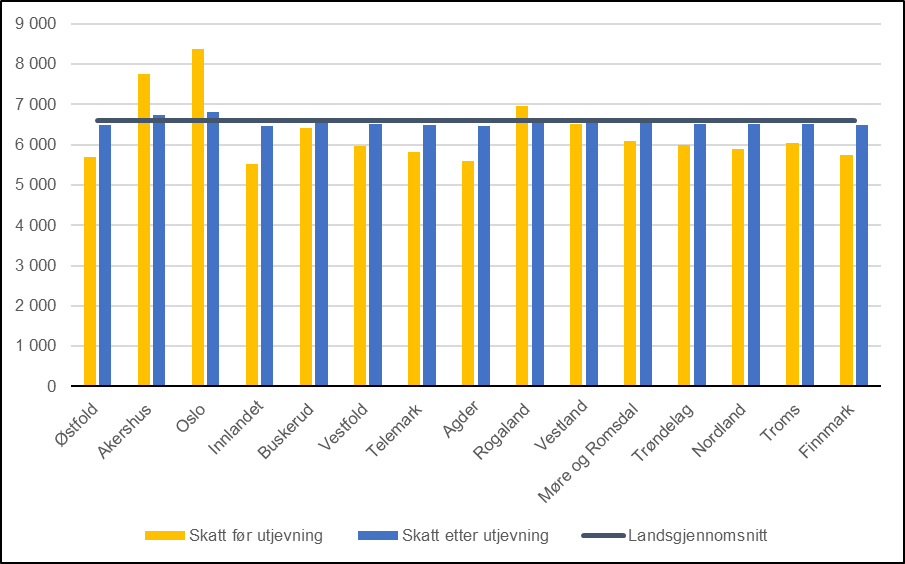 9 000
8 000
7 000
6 000
5 000
4 000
3 000
2 000
1 000
0
Østfold
Akershus
Oslo
Innlandet
Buskerud
Vestfold
Telemark
Agder
Rogaland
Vestland
Møre og Romsdal
Trøndelag
Nordland
Troms
Finnmark
Skatt før utjevning
Skatt etter utjevning
Landsgjennomsnitt